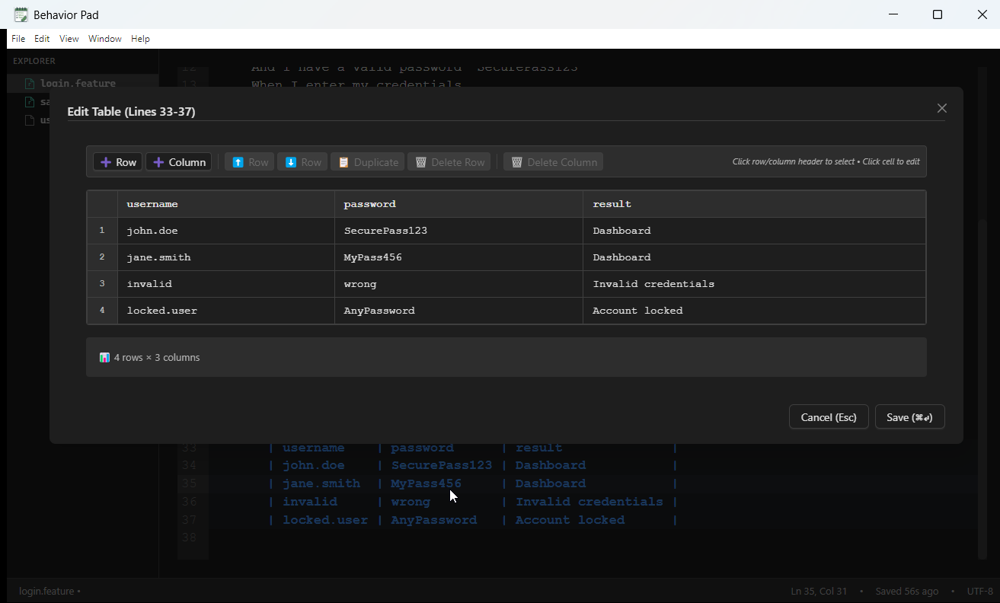 Behavior Pad
File Edit View Window Help
EXPLORER
12 And I have a valid password "SecurePass123"
13 When I enter my credentials
login.feature
sa
us
Edit Table (Lines 33-37)
+ Row + Column Row Row Duplicate Delete Row Delete Column Click row/column header to select • Click cell to edit
username password result
1 john.doe SecurePass123 Dashboard
2 jane.smith MyPass456 Dashboard
3 invalid wrong Invalid credentials
4 locked.user AnyPassword Account locked
4 rows × 3 columns
Cancel (Esc) Save (⌘↵)
33 | username | password | result |
34 | john.doe | SecurePass123 | Dashboard |
35 | jane.smith | MyPass456 | Dashboard |
36 | invalid | wrong | Invalid credentials |
37 | locked.user | AnyPassword | Account locked |
38
login.feature • Ln 35, Col 31 • Saved 56s ago • UTF-8